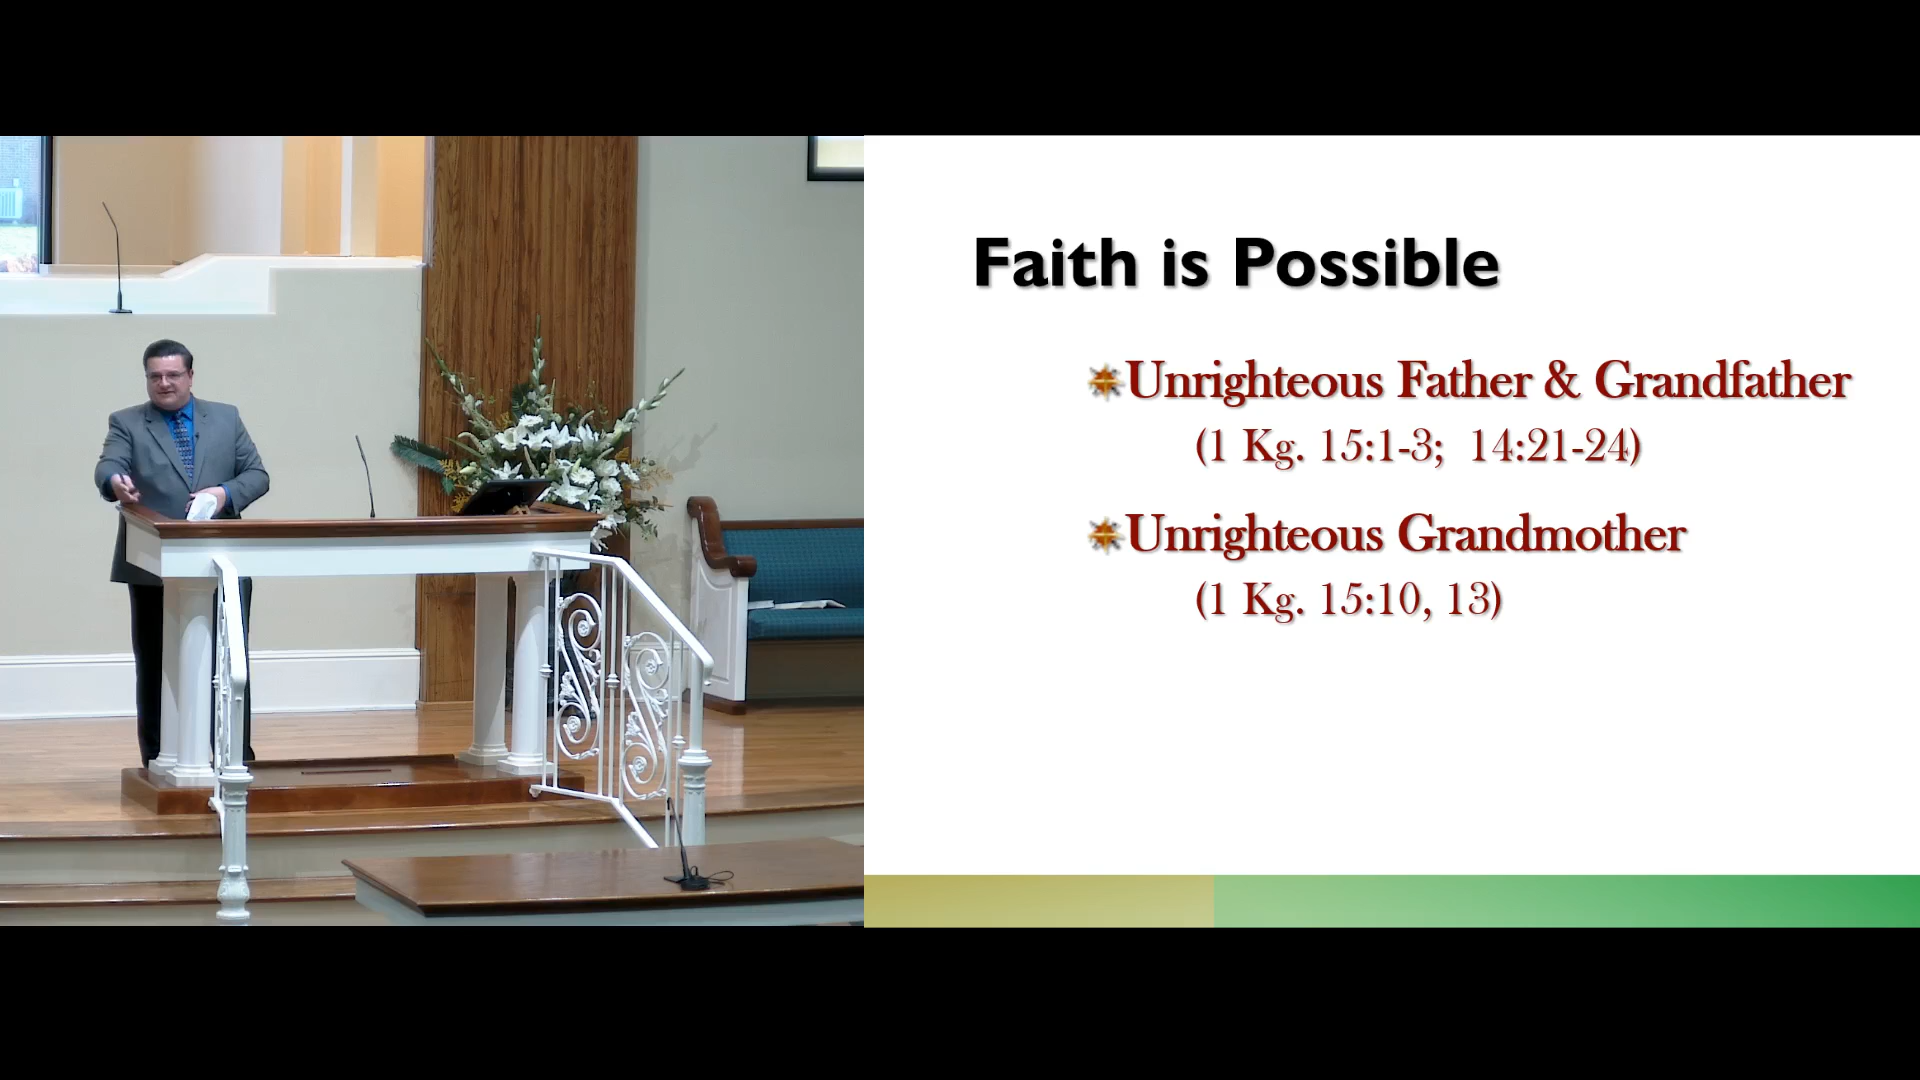 Faith is Possible
Unrighteous Father & Grandfather
(1 Kg. 15:1-3; 14:21-24)
Unrighteous Grandmother
(1 Kg. 15:10, 13)